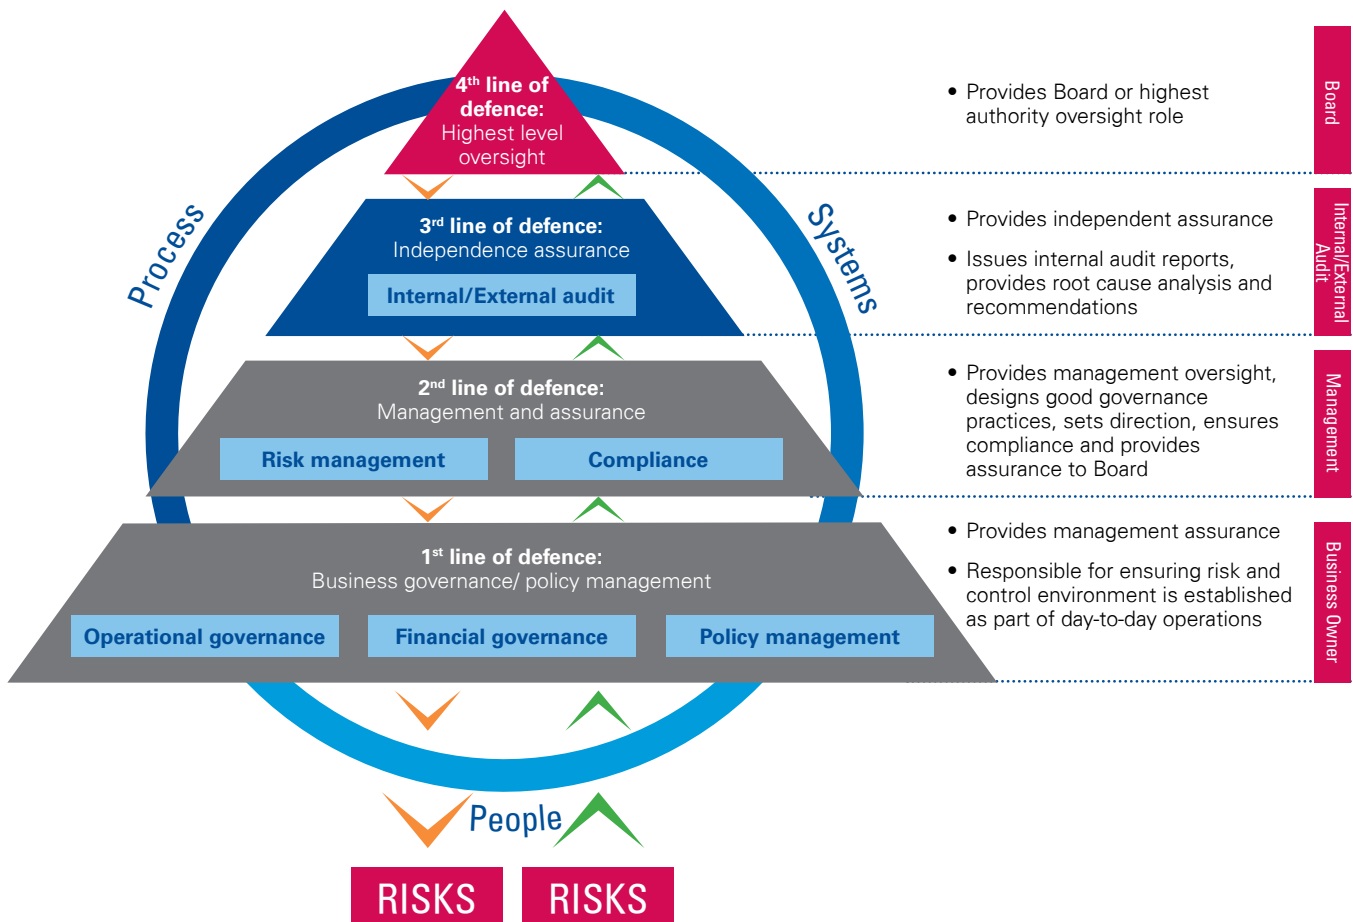 4th line of
defence:
Highest level
oversight
• Provides Board or highest
authority oversight role
Board
Process
Systems
3rd line of defence:
Independence assurance
Internal/External audit
• Provides independent assurance
• Issues internal audit reports,
provides root cause analysis and
recommendations
Internal/External
Audit
2nd line of defence:
Management and assurance
Risk management
Compliance
• Provides management oversight,
designs good governance
practices, sets direction, ensures
compliance and provides
assurance to Board
Management
1st line of defence:
Business governance/ policy management
Operational governance
Financial governance
Policy management
• Provides management assurance
• Responsible for ensuring risk and
control environment is established
as part of day-to-day operations
Business Owner
People
RISKS
RISKS